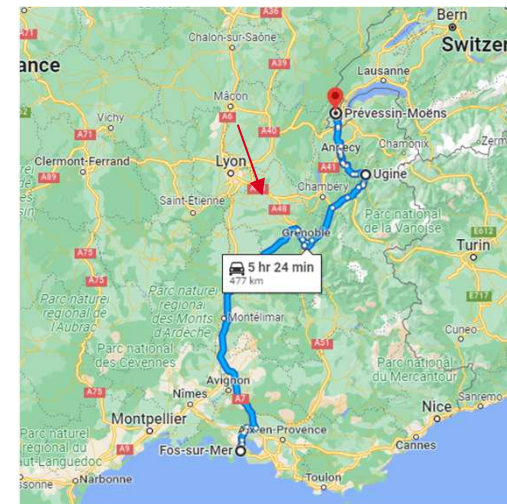 Bern
Chalon-sur-Saône
Switzer
A39
ance
A71
Lausanne
Mâcon
Vichy
A6
Prévessin-Moëns
A40
Clermont-Ferrand
Annecy
Chamonix
Zerm
A89
Lyon
A41
Ugine
Chambéry
Saint-Étienne
A48
Parc national
de la Vanoise
E612
Grenoble
Turin
5 hr 24 min
477 km
A75
E717
Parc naturel
régional de
l'Aubrac
Parc naturel
régional
des Monts
d'Ardèche
Montélimar
Cuneo
A51
Parc national
des Cévennes
Parc national
du Mercantour
A75
Avignon
Nîmes
A7
Nice
Sanremo
Montpellier
Aix-en-Provence
Parc naturel
régional du
aut-Languedoc
A9
Fos-sur-Mer
Cannes
Narbonne
Toulon